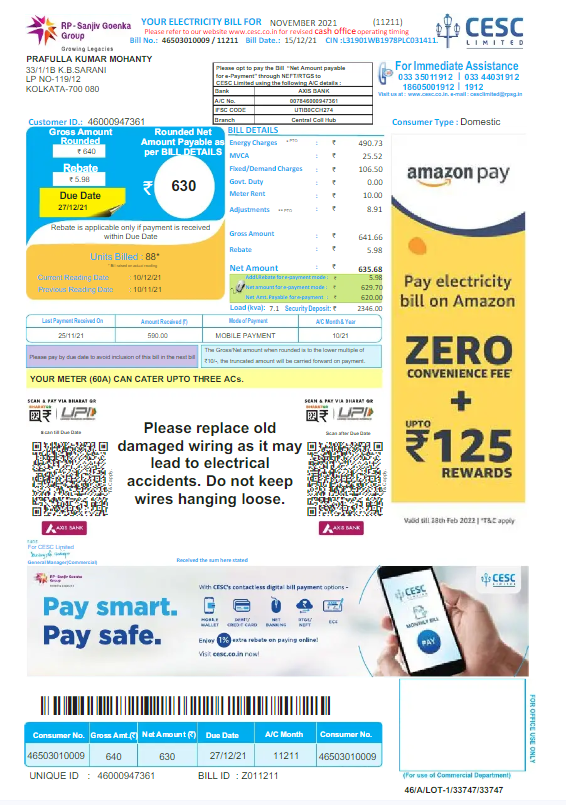 RP - Sanjiv Goenka
Group
Growing Legacies
YOUR ELECTRICITY BILL FOR NOVEMBER 2021 (11211)
Please refer to our website www.cesc.co.in for revised cash office operating timing
Bill No.: 46503010009 / 11211 Bill Date.: 15/12/21 CIN :L31901WB1978PLC031411
CESC
LIMITED
PRAFULLA KUMAR MOHANTY
33/1/1B K.B.SARANI
LP NO-119/12
KOLKATA-700 080
Please opt to pay the Bill "Net Amount payable
for e-Payment" through NEFT/RTGS to
CESC Limited using the following A/C details :
Bank AXIS BANK
A/C No. 007846000947361
IFSC CODE UTIBCCH274
Branch Central Coll Hub
For Immediate Assistance
033 35011912 | 033 44031912
18605001912 | 1912
Visit us at : www.cesc.co.in. e-mail : cesclimited@rpsg.in
Customer ID.: 46000947361
Consumer Type : Domestic
Gross Amount
Rounded
₹ 640
Rebate
₹ 5.98
Due Date
27/12/21
Rounded Net
Amount Payable as
per BILL DETAILS
₹ 630
Rebate is applicable only if payment is received
within Due Date
Units Billed : 88*
Current Reading Date : 10/12/21
Previous Reading Date : 10/11/21
BILL DETAILS
Energy Charges * PTO : ₹ 490.73
MVCA : ₹ 25.52
Fixed/Demand Charges : ₹ 106.50
Govt. Duty : ₹ 0.00
Meter Rent : ₹ 10.00
Adjustments ** PTO : ₹ 8.91
Gross Amount : ₹ 641.66
Rebate : ₹ 5.98
Net Amount : ₹ 635.68
Add.Rebate for e-payment mode : ₹ 5.98
Net amount for e-payment mode : ₹ 629.70
Net Amt. Payable for e-payment : ₹ 620.00
Load (kva): 7.1 Security Deposit: ₹ 2346.00
Last Payment Received On Amount Received (₹) Mode of Payment A/C Month & Year
25/11/21 590.00 MOBILE PAYMENT 10/21
Please pay by due date to avoid inclusion of this bill in the next bill
The Gross/Net amount when rounded is to the lower multiple of
₹10/-, the truncated amount will be carried forward on payment.
YOUR METER (60A) CAN CATER UPTO THREE ACs.
SCAN & PAY VIA BHARAT QR
UPI
Scan till Due Date
AXIS BANK
Please replace old
damaged wiring as it may
lead to electrical
accidents. Do not keep
wires hanging loose.
SCAN & PAY VIA BHARAT QR
UPI
Scan after Due Date
AXIS BANK
amazon pay
Pay electricity
bill on Amazon
ZERO
CONVENIENCE FEE*
+
UPTO
₹125
REWARDS
Valid till 28th Feb 2022 | *T&C apply
For CESC Limited
General Manager(Commercial)
Received the sum here stated
RP - Sanjiv Goenka
Group
Pay smart.
Pay safe.
With CESC's contactless digital bill payment options –
MOBILE WALLET
DEBIT/ CREDIT CARD
NET BANKING
RTGS/ NEFT
ECS
Enjoy 1% extra rebate on paying online!
Visit cesc.co.in now!
CESC
MONTHLY BILL
PAY
CESC
LIMITED
Consumer No. Gross Amt.(₹) Net Amount (₹) Due Date A/C Month Consumer No.
46503010009 640 630 27/12/21 11211 46503010009
UNIQUE ID : 46000947361 BILL ID : Z011211
FOR OFFICE USE ONLY
(For use of Commercial Department)
46/A/LOT-1/33747/33747